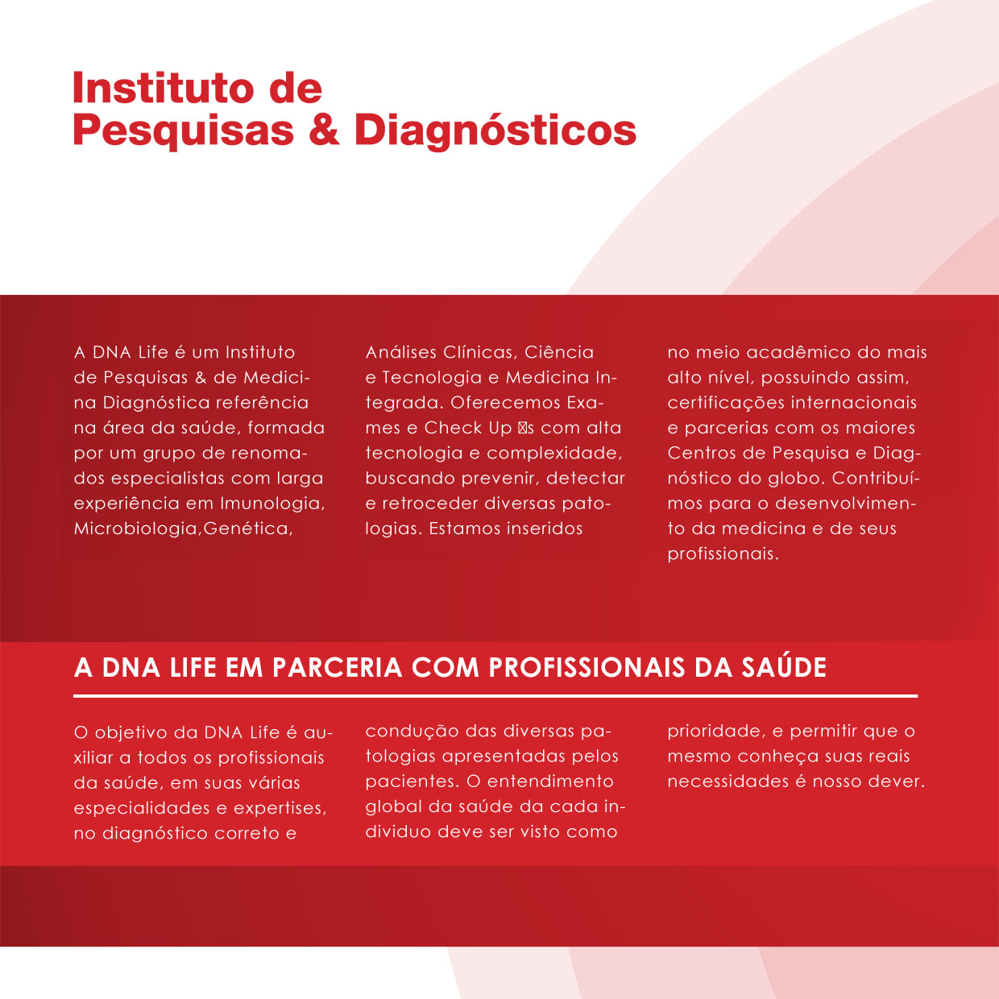 Instituto de
Pesquisas & Diagnósticos
A DNA Life é um Instituto
de Pesquisas & de Medici-
na Diagnóstica referência
na área da saúde, formada
por um grupo de renoma-
dos especialistas com larga
experiência em Imunologia,
Microbiologia,Genética,
Análises Clínicas, Ciência
e Tecnologia e Medicina In-
tegrada. Oferecemos Exa-
mes e Check Up s com alta
tecnologia e complexidade,
buscando prevenir, detectar
e retroceder diversas pato-
logias. Estamos inseridos
no meio acadêmico do mais
alto nível, possuindo assim,
certificações internacionais
e parcerias com os maiores
Centros de Pesquisa e Diag-
nóstico do globo. Contribuí-
mos para o desenvolvimen-
to da medicina e de seus
profissionais.
A DNA LIFE EM PARCERIA COM PROFISSIONAIS DA SAÚDE
O objetivo da DNA Life é au-
xiliar a todos os profissionais
da saúde, em suas várias
especialidades e expertises,
no diagnóstico correto e
condução das diversas pa-
tologias apresentadas pelos
pacientes. O entendimento
global da saúde da cada in-
dividuo deve ser visto como
prioridade, e permitir que o
mesmo conheça suas reais
necessidades é nosso dever.